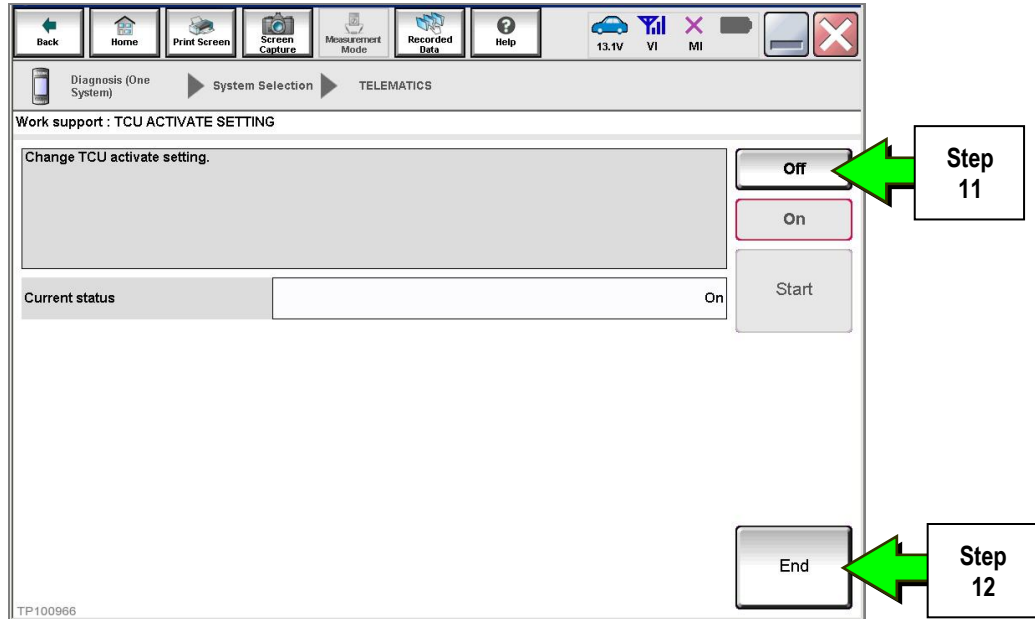 Back
Home
Print Screen
Screen
Capture
Measurement
Mode
Recorded
Data
Help
13.1V
VI
MI
Diagnosis (One
System)
System Selection
TELEMATICS
Work support : TCU ACTIVATE SETTING
Change TCU activate setting.
Off
Step
11
On
Current status
On
Start
End
Step
12
TP100966